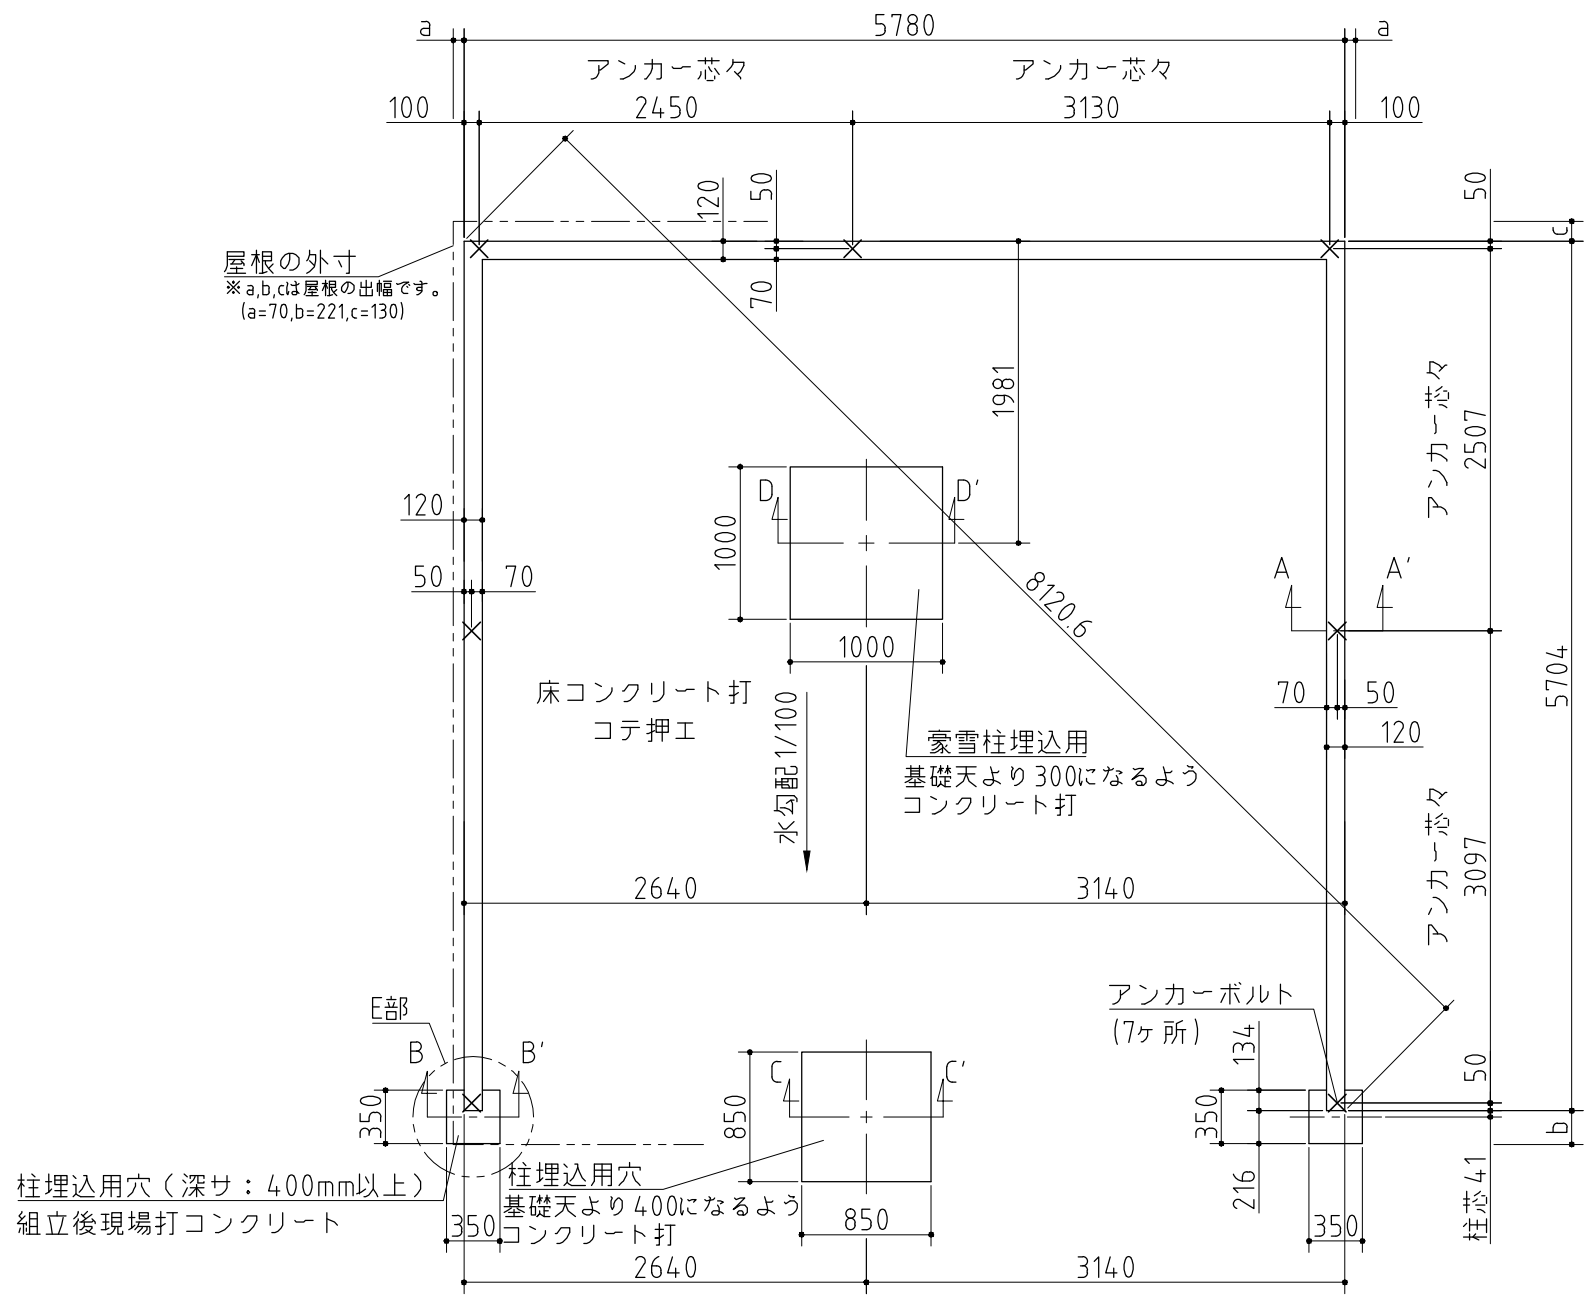 a
5780
a
アンカー芯々
アンカー芯々
100
2450
3130
100
120
50
50
c
屋根の外寸
※a,b,cは屋根の出幅です。
(a=70,b=221,c=130)
70
1981
アンカー芯々
2507
120
D
D'
1000
50
70
A
A'
8120.6
1000
5704
床コンクリート打
コテ押エ
70
50
120
水勾配1/100
豪雪柱埋込用
基礎天より300になるよう
コンクリート打
アンカー芯々
3097
2640
3140
E部
アンカーボルト
(7ヶ所)
B
B'
C
C'
134
50
350
850
350
b
柱埋込用穴(深サ:400mm以上)
組立後現場打コンクリート
柱埋込用穴
基礎天より400になるよう
コンクリート打
216
柱芯41
350
850
350
2640
3140